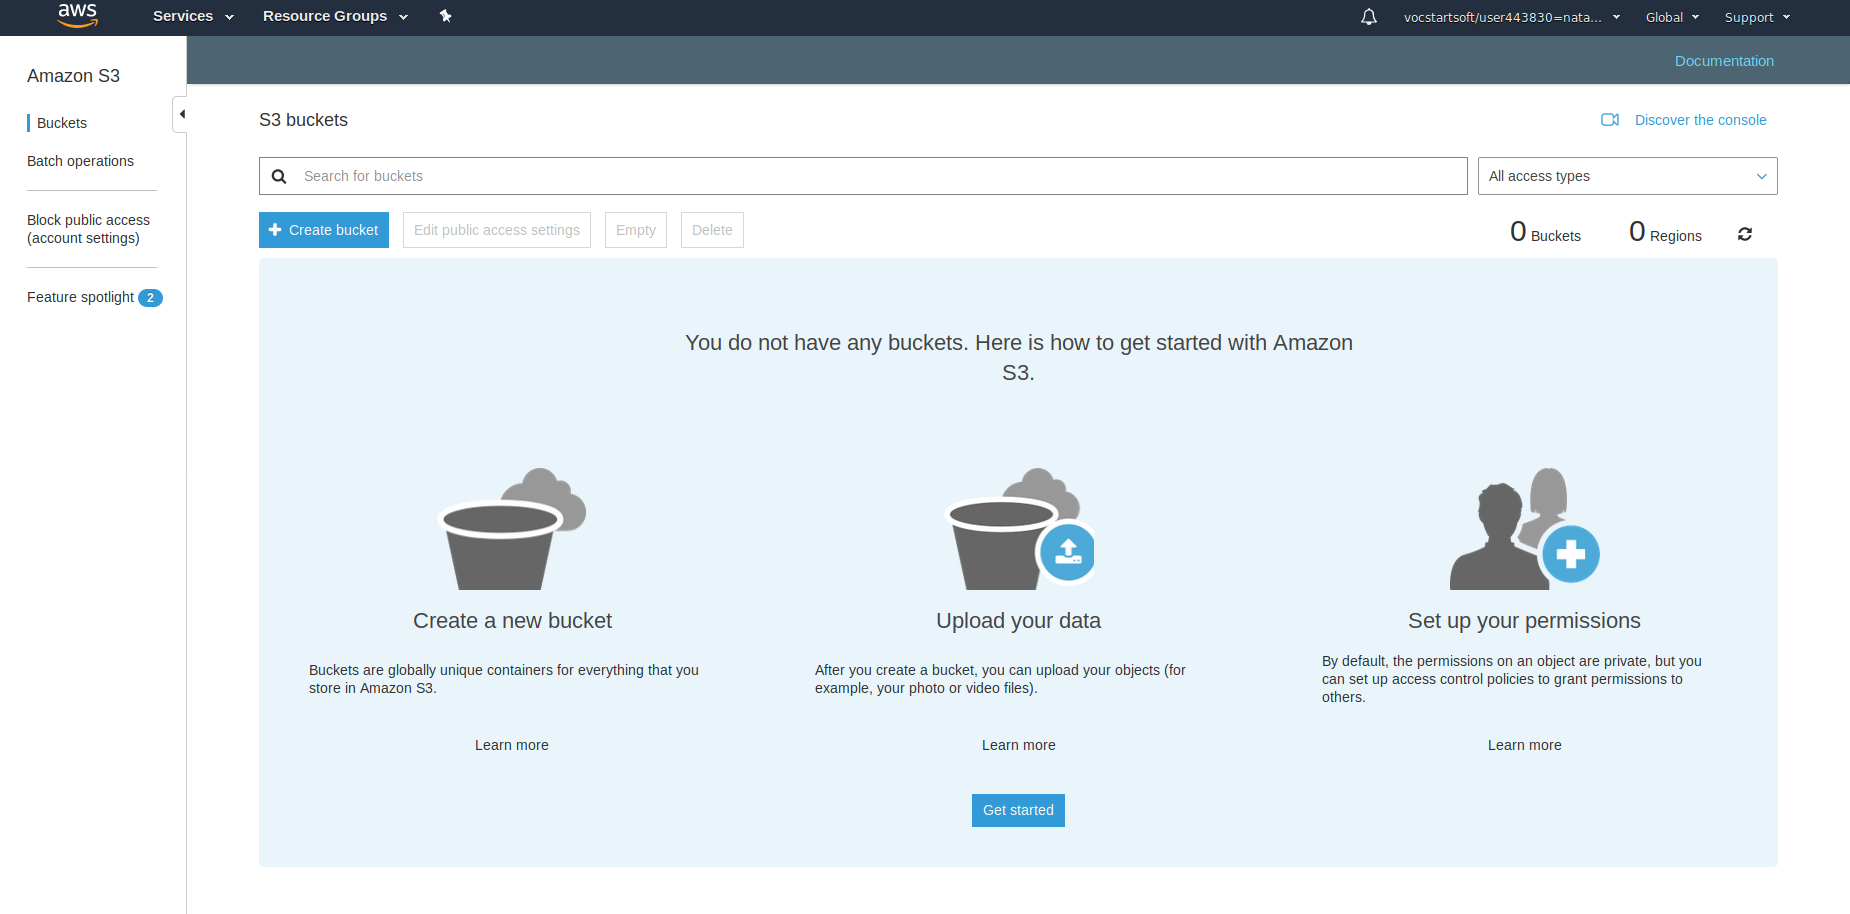 aws
Services
Resource Groups
vocstartsoft/user443830=nata...
Global
Support
Amazon S3
Buckets
Batch operations
Block public access
(account settings)
Feature spotlight 2
Documentation
S3 buckets
Discover the console
Search for buckets
All access types
Create bucket
Edit public access settings
Empty
Delete
0 Buckets
0 Regions
You do not have any buckets. Here is how to get started with Amazon
S3.
Create a new bucket
Buckets are globally unique containers for everything that you
store in Amazon S3.
Learn more
Upload your data
After you create a bucket, you can upload your objects (for
example, your photo or video files).
Learn more
Set up your permissions
By default, the permissions on an object are private, but you
can set up access control policies to grant permissions to
others.
Learn more
Get started